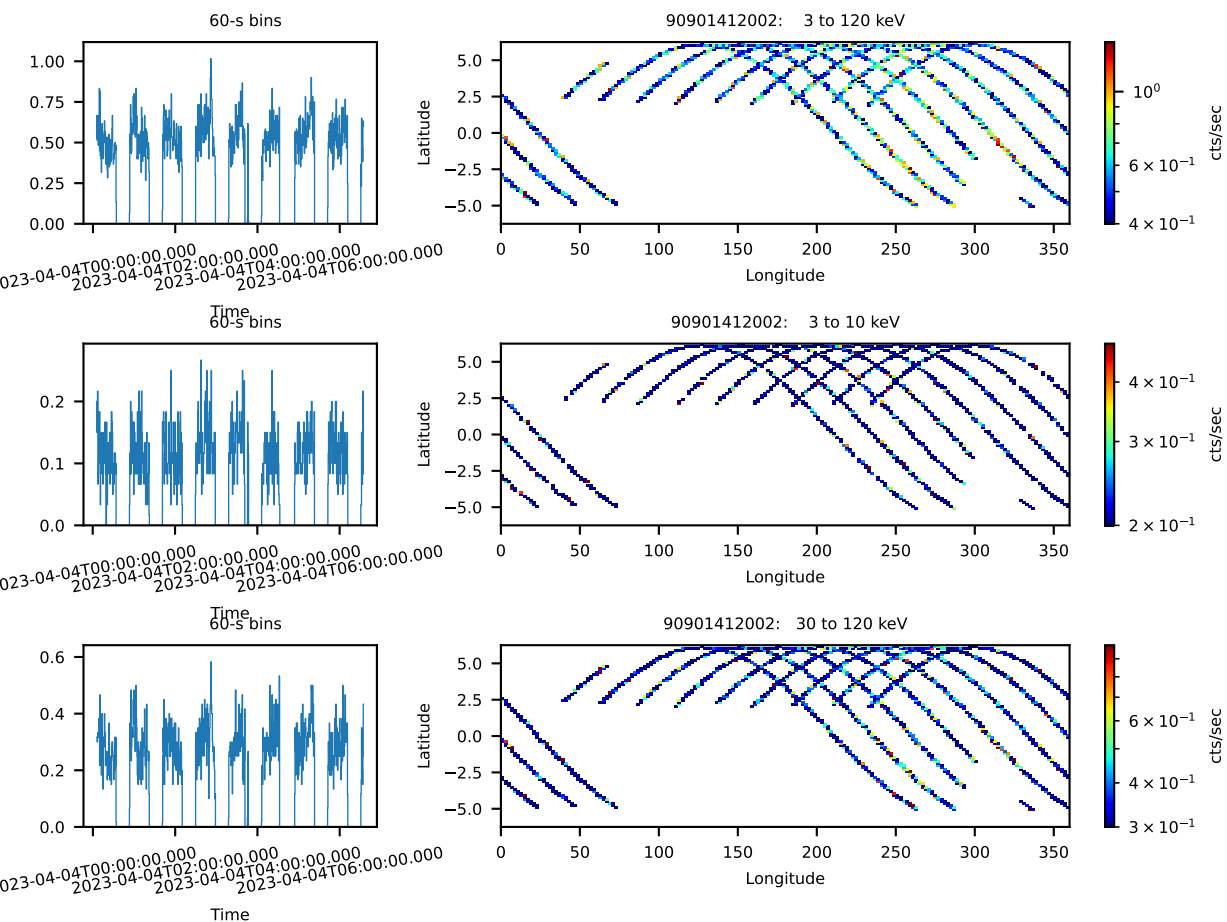 60-s bins
90901412002: 3 to 120 keV
1.00
0.75
0.50
0.25
0.00
5.0
2.5
0.0
−2.5
−5.0
Latitude
10⁰
6 × 10⁻¹
4 × 10⁻¹
cts/sec
0 50 100 150 200 250 300 350
Longitude
023-04-04T00:00:00.000
2023-04-04T02:00:00.000
2023-04-04T04:00:00.000
2023-04-04T06:00:00.000
Time
60-s bins
90901412002: 3 to 10 keV
0.2
0.1
0.0
5.0
2.5
0.0
−2.5
−5.0
Latitude
4 × 10⁻¹
3 × 10⁻¹
2 × 10⁻¹
cts/sec
0 50 100 150 200 250 300 350
Longitude
023-04-04T00:00:00.000
2023-04-04T02:00:00.000
2023-04-04T04:00:00.000
2023-04-04T06:00:00.000
Time
60-s bins
90901412002: 30 to 120 keV
0.6
0.4
0.2
0.0
5.0
2.5
0.0
−2.5
−5.0
Latitude
6 × 10⁻¹
4 × 10⁻¹
3 × 10⁻¹
cts/sec
0 50 100 150 200 250 300 350
Longitude
023-04-04T00:00:00.000
2023-04-04T02:00:00.000
2023-04-04T04:00:00.000
2023-04-04T06:00:00.000
Time